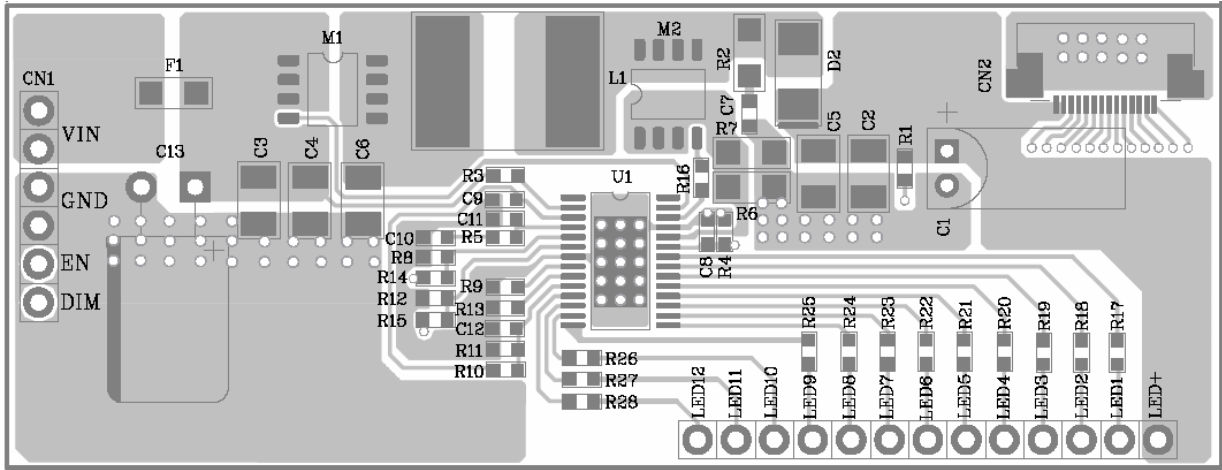 M1
M2
R2
D2
CN2
CN1
F1
L1
C7
VIN
R7
C5
C2
R1
C13
C3
C4
C6
R3
R16
U1
GND
C9
R6
C1
C11
C10
R5
R8
C8
R4
EN
R14
R9
DIM
R12
R13
R15
C12
R25
R24
R23
R22
R21
R20
R19
R18
R17
R11
R26
R10
R27
R28
LED12
LED11
LED10
LED9
LED8
LED7
LED6
LED5
LED4
LED3
LED2
LED1
LED+